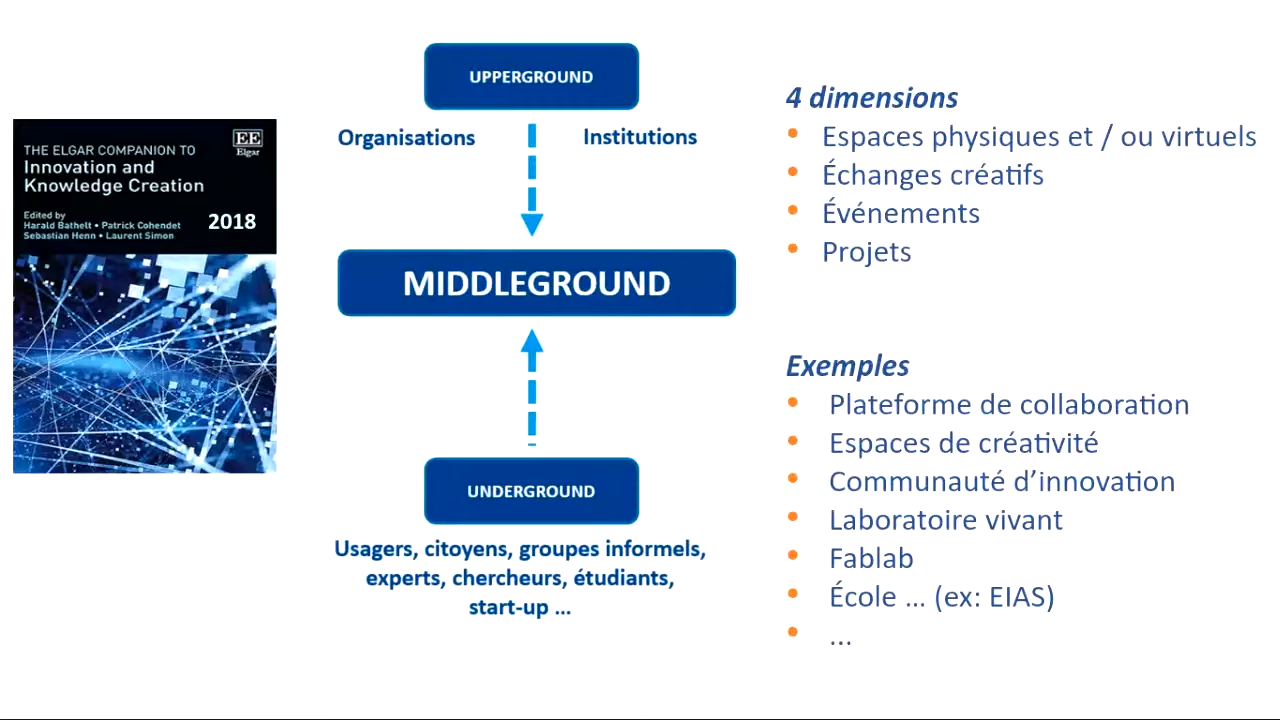 THE ELGAR COMPANION TO
Innovation and
Knowledge Creation
EE
Elgar
Edited by
Harald Bathelt • Patrick Cohendet
Sebastian Henn • Laurent Simon
2018
UPPERGROUND
Organisations
Institutions
MIDDLEGROUND
UNDERGROUND
Usagers, citoyens, groupes informels,
experts, chercheurs, étudiants,
start-up ...
4 dimensions
• Espaces physiques et / ou virtuels
• Échanges créatifs
• Événements
• Projets
Exemples
• Plateforme de collaboration
• Espaces de créativité
• Communauté d’innovation
• Laboratoire vivant
• Fablab
• École ... (ex: EIAS)
• ...